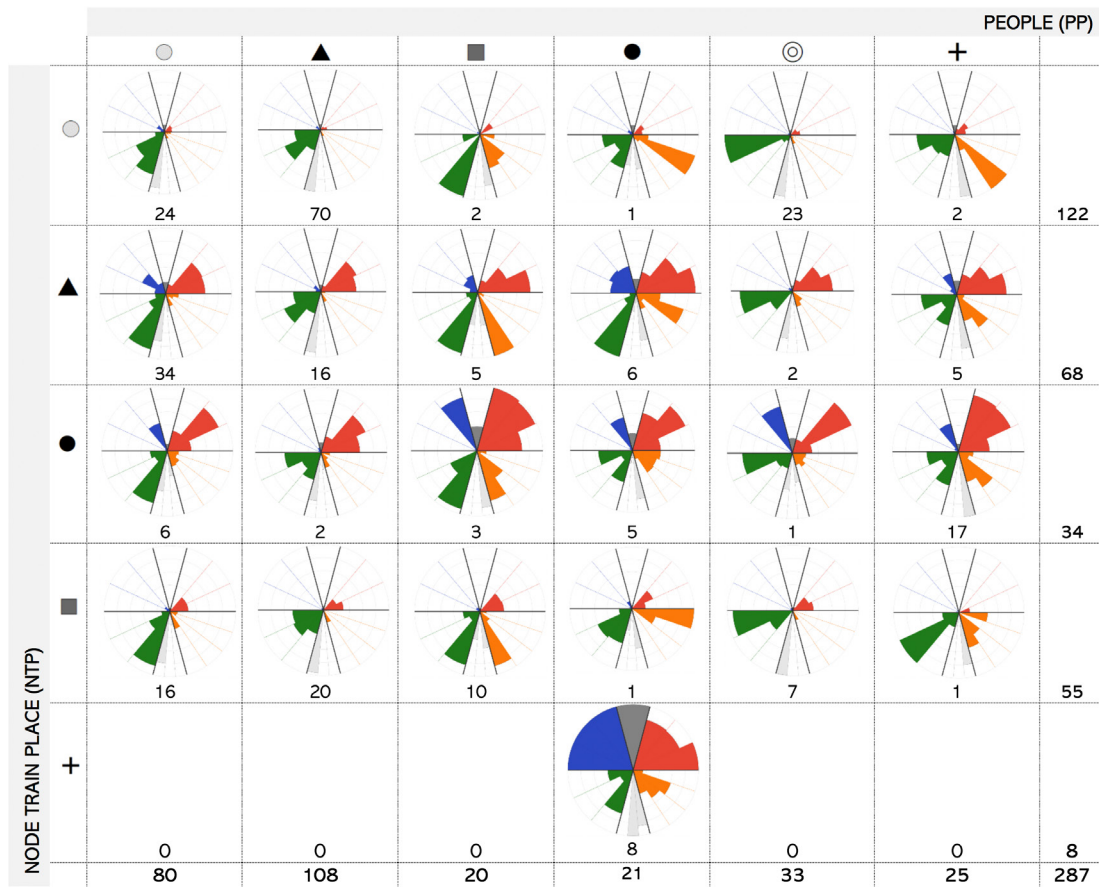 PEOPLE (PP)
NODE TRAIN PLACE (NTP)
24 70 2 1 23 2 122
34 16 5 6 2 5 68
6 2 3 5 1 17 34
16 20 10 1 7 1 55
0 0 0 8 0 0 8
80 108 20 21 33 25 287